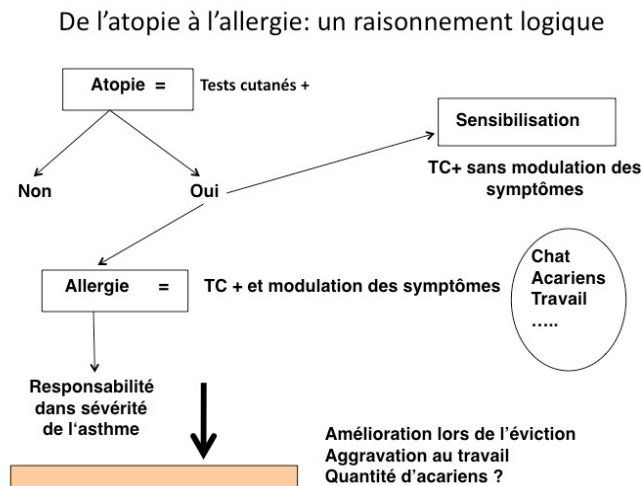 De l’atopie à l’allergie: un raisonnement logique
Atopie =
Tests cutanés +
Sensibilisation
TC+ sans modulation des
symptômes
Non
Oui
Allergie =
TC + et modulation des symptômes
Chat
Acariens
Travail
.....
Responsabilité
dans sévérité
de l‘asthme
Amélioration lors de l’éviction
Aggravation au travail
Quantité d’acariens ?